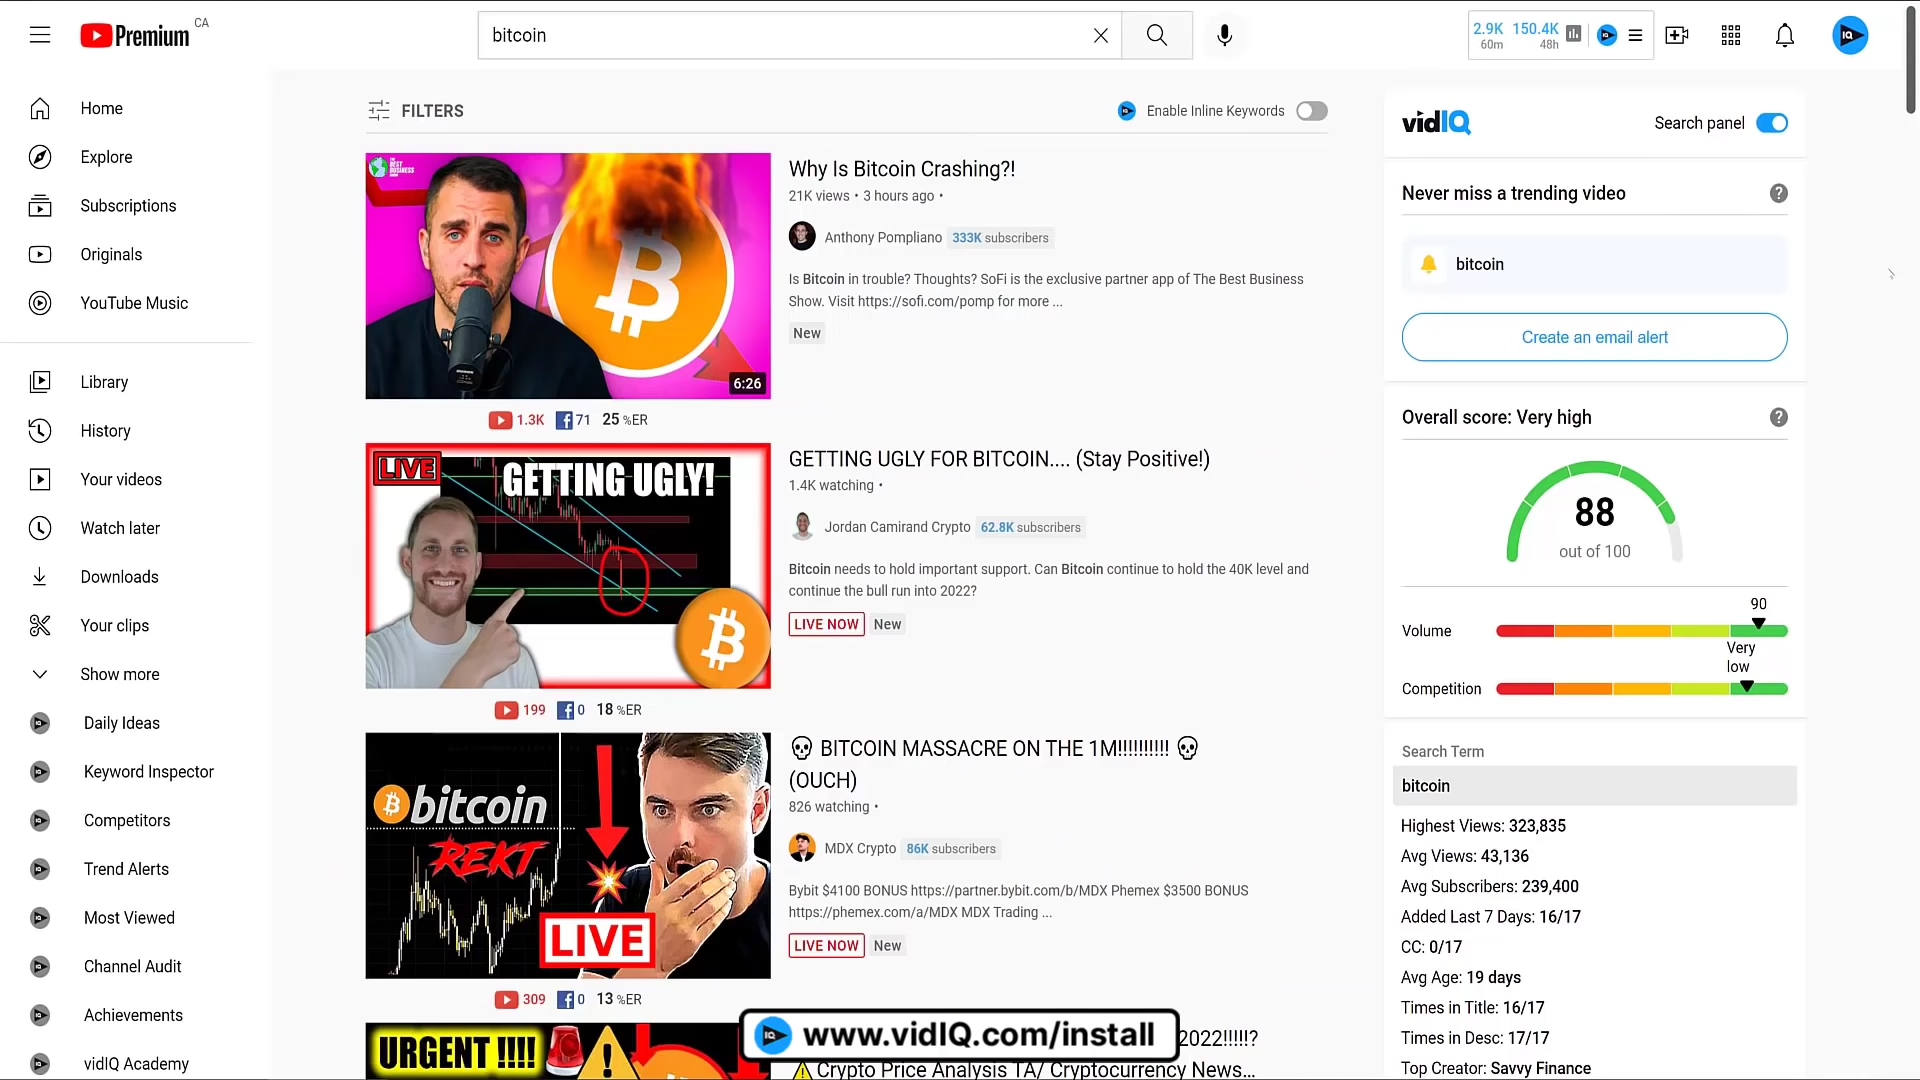 Premium CA
bitcoin
2.9K 150.4K
60m 48h
Home
Explore
Subscriptions
Originals
YouTube Music
Library
History
Your videos
Watch later
Downloads
Your clips
Show more
Daily Ideas
Keyword Inspector
Competitors
Trend Alerts
Most Viewed
Channel Audit
Achievements
vidIQ Academy
FILTERS
Enable Inline Keywords
THE BEST BUSINESS SHOW
6:26
1.3K 71 25 %ER
Why Is Bitcoin Crashing?!
21K views • 3 hours ago •
Anthony Pompliano 333K subscribers
Is Bitcoin in trouble? Thoughts? SoFi is the exclusive partner app of The Best Business
Show. Visit https://sofi.com/pomp for more ...
New
LIVE
GETTING UGLY!
199 0 18 %ER
GETTING UGLY FOR BITCOIN.... (Stay Positive!)
1.4K watching •
Jordan Camirand Crypto 62.8K subscribers
Bitcoin needs to hold important support. Can Bitcoin continue to hold the 40K level and
continue the bull run into 2022?
LIVE NOW New
bitcoin
REKT
LIVE
309 0 13 %ER
💀 BITCOIN MASSACRE ON THE 1M!!!!!!!!!! 💀
(OUCH)
826 watching •
MDX Crypto 86K subscribers
Bybit $4100 BONUS https://partner.bybit.com/b/MDX Phemex $3500 BONUS
https://phemex.com/a/MDX MDX Trading ...
LIVE NOW New
URGENT !!!!
2022!!!!!?
⚠Crypto Price Analysis TA/ Cryptocurrency News...
www.vidIQ.com/install
vidIQ
Search panel
Never miss a trending video
bitcoin
Create an email alert
Overall score: Very high
88
out of 100
90
Volume
Very
low
Competition
Search Term
bitcoin
Highest Views: 323,835
Avg Views: 43,136
Avg Subscribers: 239,400
Added Last 7 Days: 16/17
CC: 0/17
Avg Age: 19 days
Times in Title: 16/17
Times in Desc: 17/17
Top Creator: Savvy Finance